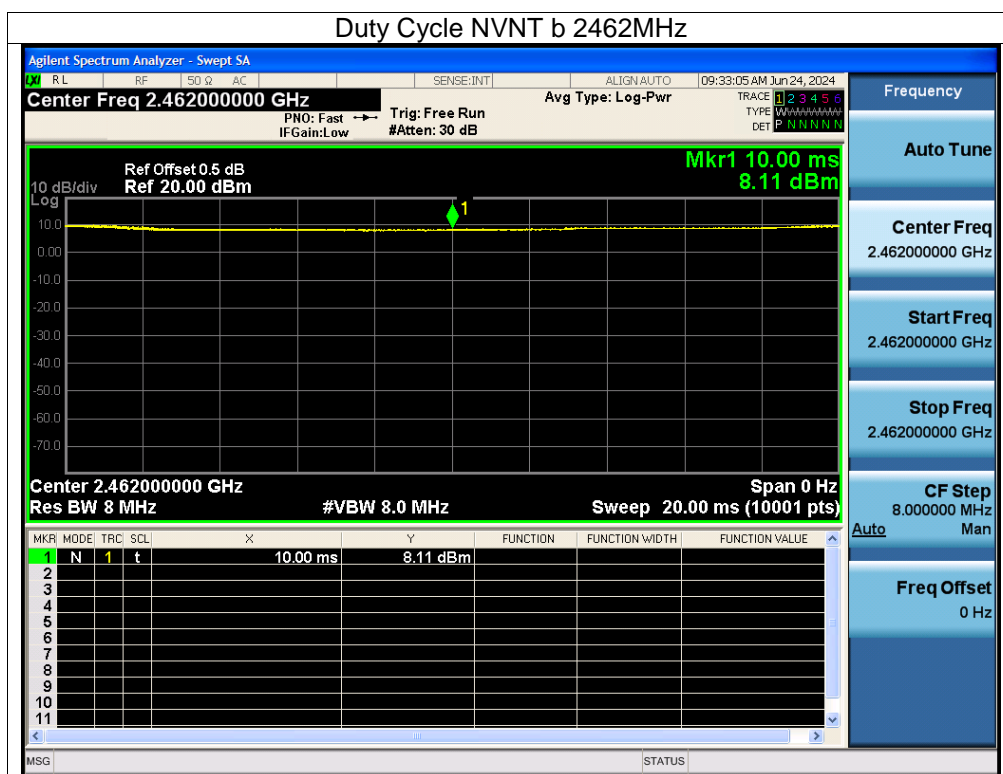 Duty Cycle NVNT b 2462MHz
Agilent Spectrum Analyzer - Swept SA
LXI RL RF 50 Ω AC SENSE:INT ALIGN AUTO 09:33:05 AM Jun 24, 2024
Center Freq 2.462000000 GHz
PNO: Fast
IFGain:Low
Trig: Free Run
#Atten: 30 dB
Avg Type: Log-Pwr
TRACE 1 2 3 4 5 6
TYPE WWWWWW
DET P N N N N N
Ref Offset 0.5 dB
10 dB/div Ref 20.00 dBm
Log
Mkr1 10.00 ms
8.11 dBm
1
10.0
0.00
-10.0
-20.0
-30.0
-40.0
-50.0
-60.0
-70.0
Center 2.462000000 GHz Span 0 Hz
Res BW 8 MHz #VBW 8.0 MHz Sweep 20.00 ms (10001 pts)
MKR MODE TRC SCL X Y FUNCTION FUNCTION WIDTH FUNCTION VALUE
1 N 1 t 10.00 ms 8.11 dBm
2
3
4
5
6
7
8
9
10
11
MSG STATUS
Frequency
Auto Tune
Center Freq
2.462000000 GHz
Start Freq
2.462000000 GHz
Stop Freq
2.462000000 GHz
CF Step
8.000000 MHz
Auto Man
Freq Offset
0 Hz